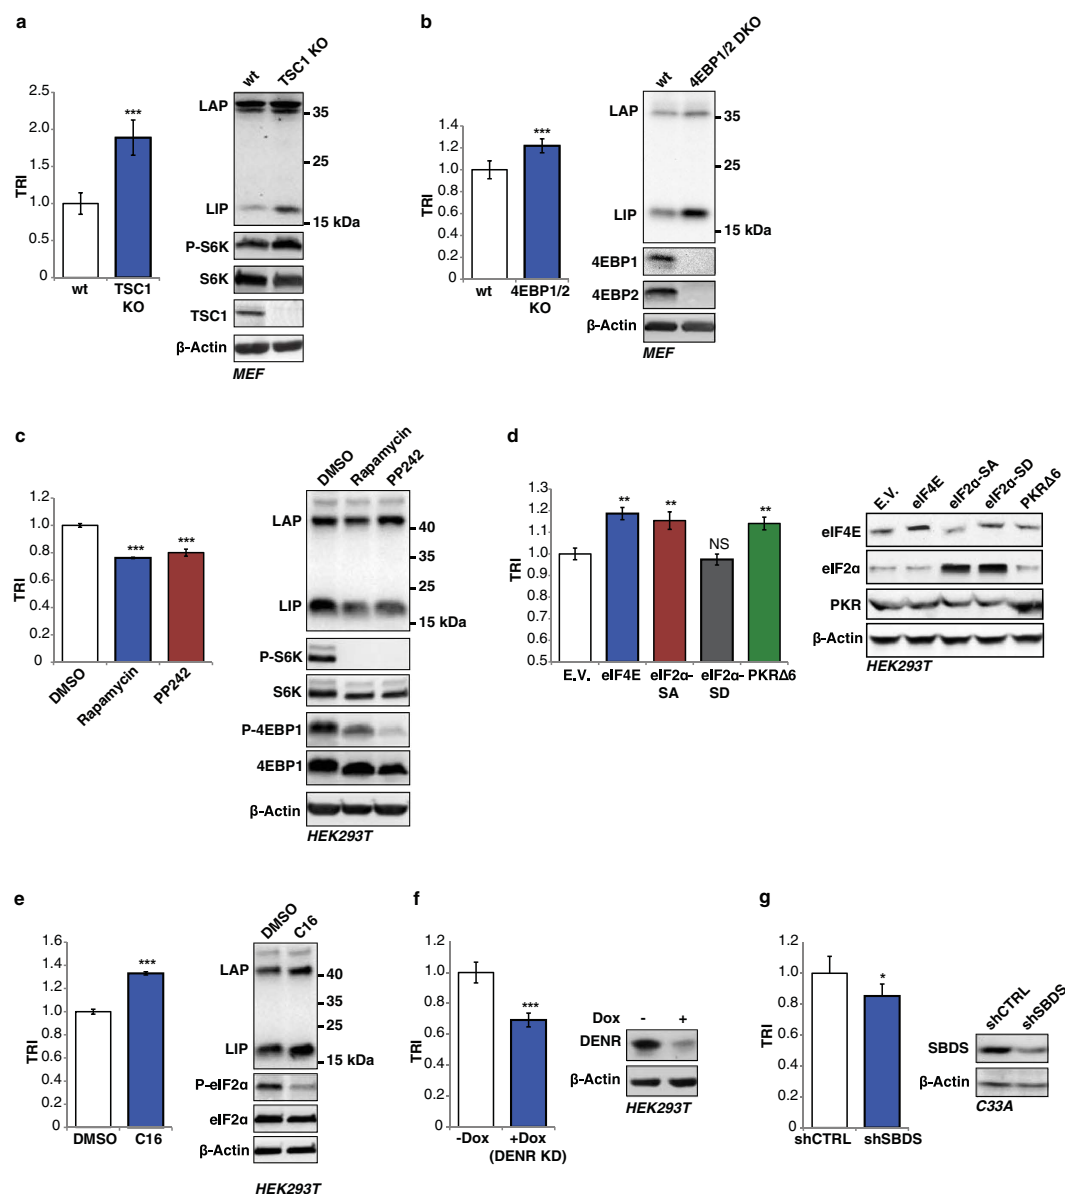 a
TRI
2.5
2.0
1.5
1.0
0.5
0
***
wt
TSC1
KO
wt
TSC1 KO
LAP
35
25
LIP
15 kDa
P-S6K
S6K
TSC1
β-Actin
MEF
b
TRI
1.4
1.2
1.0
0.8
0.6
0.4
0.2
0
***
wt
4EBP1/2
KO
wt
4EBP1/2 DKO
LAP
35
25
LIP
15 kDa
4EBP1
4EBP2
β-Actin
MEF
c
TRI
1.2
1.0
0.8
0.6
0.4
0.2
0
***
***
DMSO
Rapamycin
PP242
DMSO
Rapamycin
PP242
LAP
40
35
25
LIP
15 kDa
P-S6K
S6K
P-4EBP1
4EBP1
β-Actin
HEK293T
d
TRI
1.3
1.2
1.1
1.0
0.9
0.8
0.7
0.6
0.5
**
**
NS
**
E.V.
eIF4E
eIF2α-
SA
eIF2α-
SD
PKRΔ6
E.V.
eIF4E
eIF2α-SA
eIF2α-SD
PKRΔ6
eIF4E
eIF2α
PKR
β-Actin
HEK293T
e
TRI
1.6
1.4
1.2
1.0
0.8
0.6
0.4
0.2
0
***
DMSO
C16
DMSO
C16
LAP
40
35
25
LIP
15 kDa
P-eIF2α
eIF2α
β-Actin
HEK293T
f
TRI
1.2
1.0
0.8
0.6
0.4
0.2
0
***
-Dox
+Dox
(DENR KD)
Dox - +
DENR
β-Actin
HEK293T
g
TRI
1.2
1.0
0.8
0.6
0.4
0.2
0
*
shCTRL
shSBDS
shCTRL
shSBDS
SBDS
β-Actin
C33A